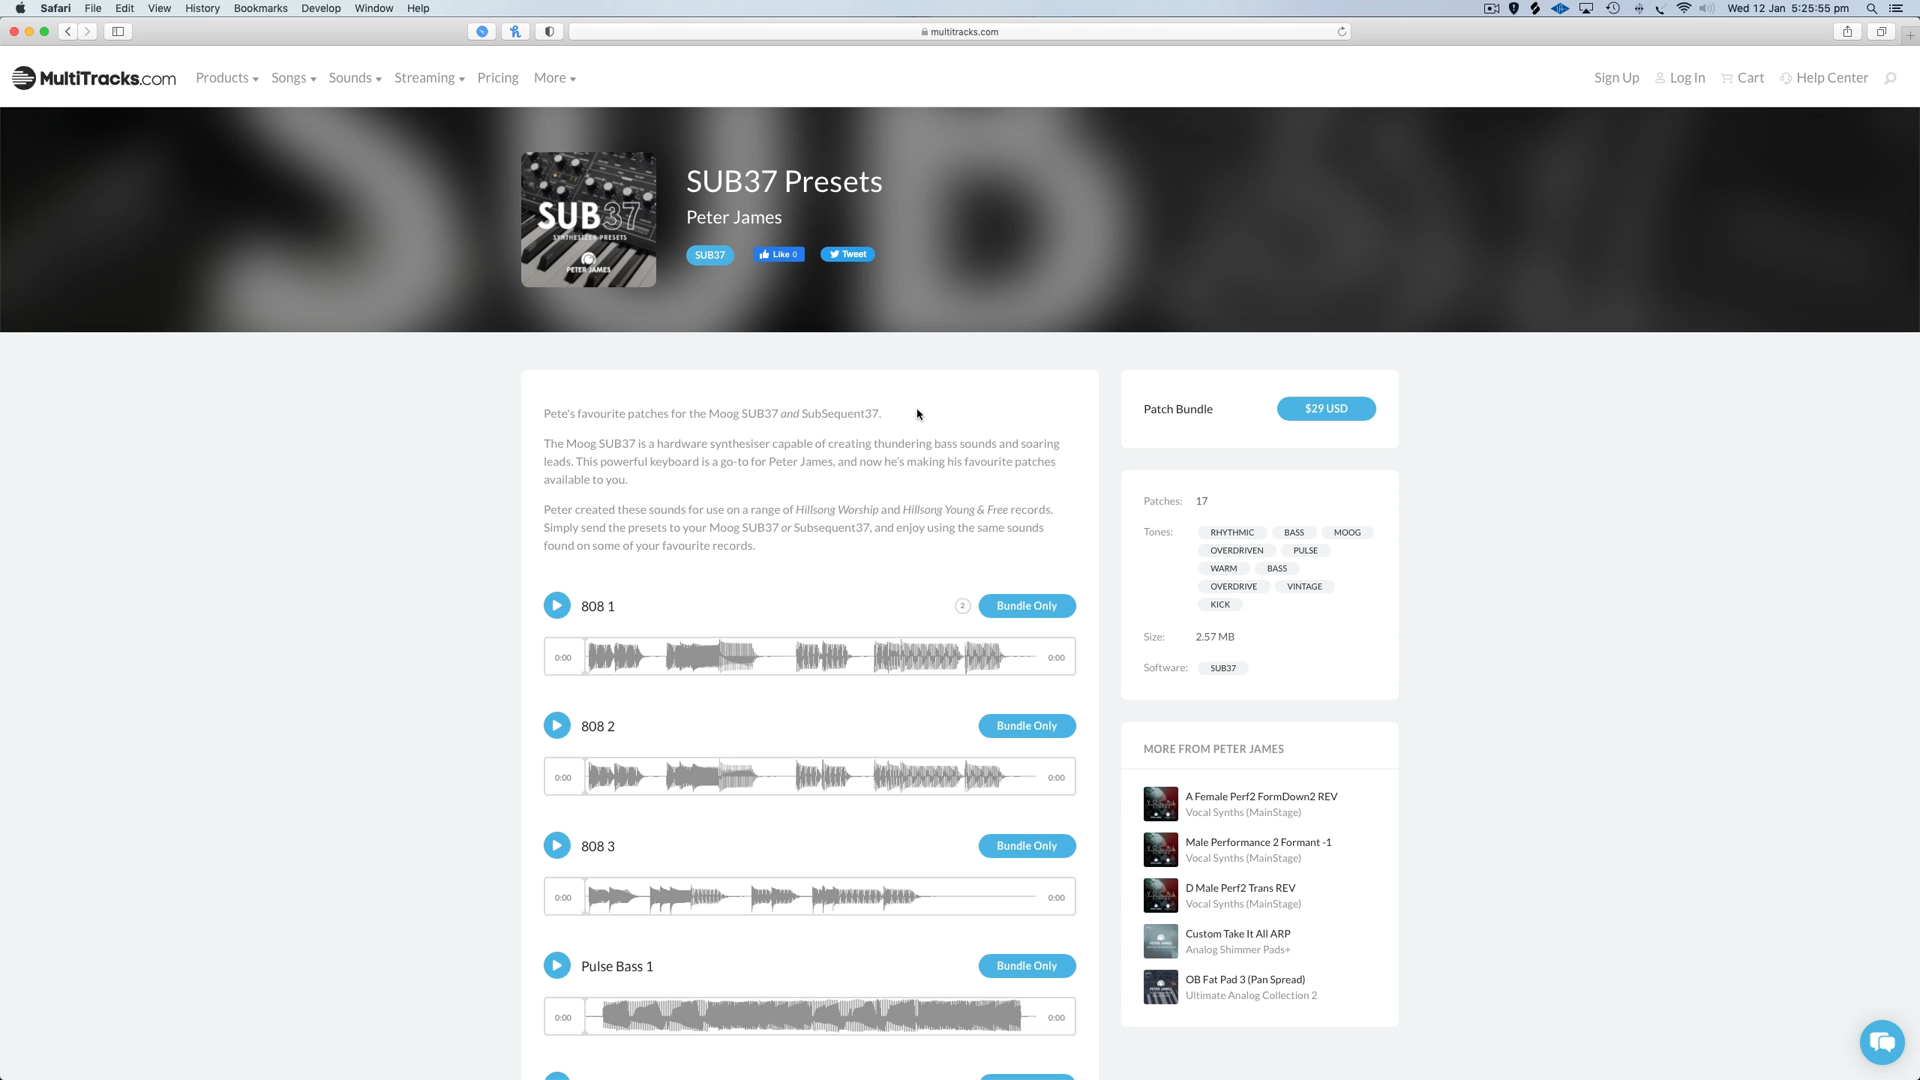 Safari File Edit View History Bookmarks Develop Window Help Wed 12 Jan 5:25:55 pm
multitracks.com
MultiTracks.com Products Songs Sounds Streaming Pricing More Sign Up Log In Cart Help Center
SUB37
SYNTHESIZER PRESETS
PETER JAMES
SUB37 Presets
Peter James
SUB37 Like 0 Tweet
Pete's favourite patches for the Moog SUB37 and SubSequent37.
The Moog SUB37 is a hardware synthesiser capable of creating thundering bass sounds and soaring
leads. This powerful keyboard is a go-to for Peter James, and now he's making his favourite patches
available to you.
Peter created these sounds for use on a range of Hillsong Worship and Hillsong Young & Free records.
Simply send the presets to your Moog SUB37 or Subsequent37, and enjoy using the same sounds
found on some of your favourite records.
808 1 2 Bundle Only
0:00 0:00
808 2 Bundle Only
0:00 0:00
808 3 Bundle Only
0:00 0:00
Pulse Bass 1 Bundle Only
0:00 0:00
Patch Bundle $29 USD
Patches: 17
Tones: RHYTHMIC BASS MOOG
OVERDRIVEN PULSE
WARM BASS
OVERDRIVE VINTAGE
KICK
Size: 2.57 MB
Software: SUB37
MORE FROM PETER JAMES
A Female Perf2 FormDown2 REV
Vocal Synths (MainStage)
Male Performance 2 Formant -1
Vocal Synths (MainStage)
D Male Perf2 Trans REV
Vocal Synths (MainStage)
Custom Take It All ARP
Analog Shimmer Pads+
OB Fat Pad 3 (Pan Spread)
Ultimate Analog Collection 2